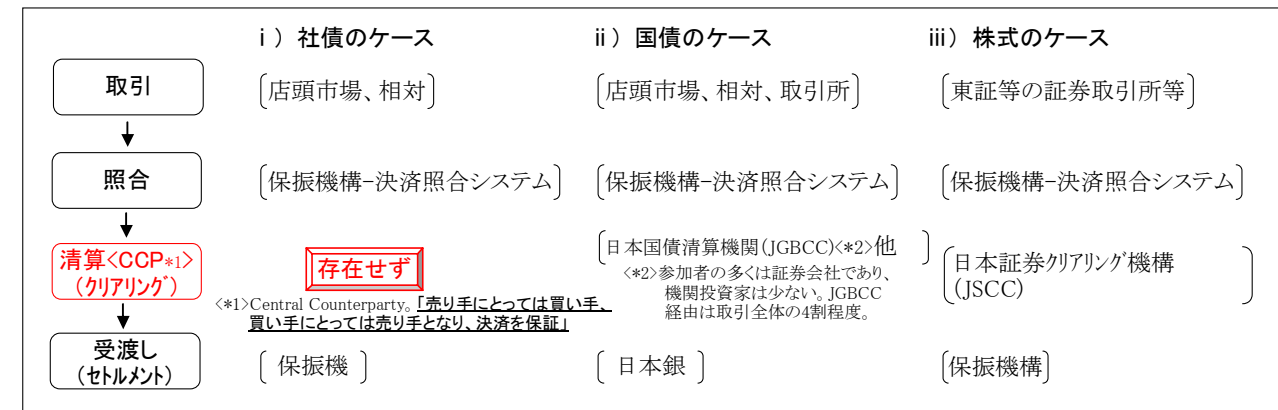 ⅰ）社債のケース ⅱ）国債のケース ⅲ）株式のケース
取引 〔店頭市場、相対〕 〔店頭市場、相対、取引所〕 〔東証等の証券取引所等〕
照合 〔保振機構−決済照合システム〕 〔保振機構−決済照合システム〕 〔保振機構−決済照合システム〕
清算<CCP*1>
（クリアリング）
存在せず
<*1>Central Counterparty。「売り手にとっては買い手、
買い手にとっては売り手となり、決済を保証」
〔日本国債清算機関（JGBCC）<*2>他 〕
<*2>参加者の多くは証券会社であり、
機関投資家は少ない。JGBCC
経由は取引全体の4割程度。
〔日本証券クリアリング機構
(JSCC) 〕
受渡し
（セトルメント）
〔 保振機 〕 〔 日本銀 〕 〔保振機構〕